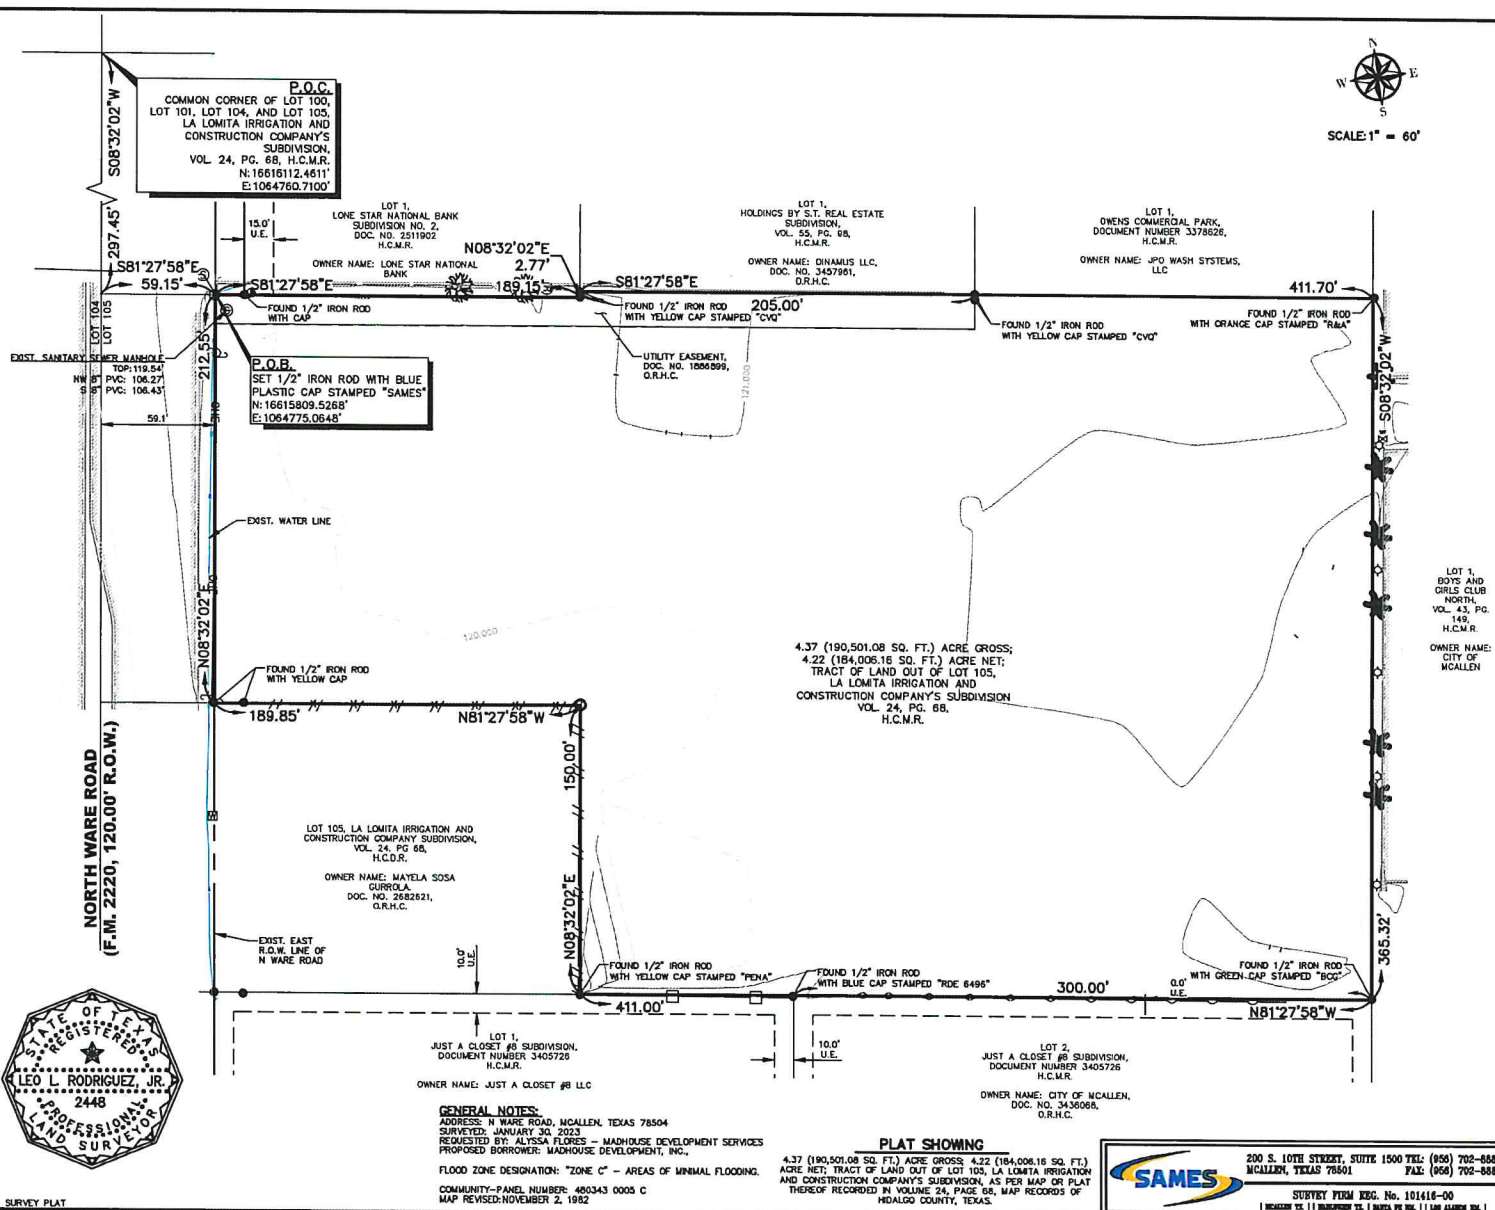 P.O.C.
COMMON CORNER OF LOT 100,
LOT 101, LOT 104, AND LOT 105,
LA LOMITA IRRIGATION AND
CONSTRUCTION COMPANY'S
SUBDIVISION,
VOL. 24, PG. 68, H.C.M.R.
N:16616112.4611'
E:1064760.7100'
N
W E
S
SCALE:1" = 60'
S08°32'02"W
297.45'
S81°27'58"E
59.15'
15.0'
U.E.
LOT 1,
LONE STAR NATIONAL BANK
SUBDIVISION NO. 2,
DOC. NO. 2511902
H.C.M.R.
OWNER NAME: LONE STAR NATIONAL
BANK
N08°32'02"E
2.77'
LOT 1,
HOLDINGS BY S.T. REAL ESTATE
SUBDIVISION,
VOL. 55, PG. 98,
H.C.M.R.
OWNER NAME: DINAMUS LLC,
DOC. NO. 3457961,
O.R.H.C.
LOT 1,
OWENS COMMERCIAL PARK,
DOCUMENT NUMBER 3378626,
H.C.M.R.
OWNER NAME: JPO WASH SYSTEMS,
LLC
S81°27'58"E
189.15'
S81°27'58"E
205.00'
411.70'
FOUND 1/2" IRON ROD
WITH CAP
FOUND 1/2" IRON ROD
WITH YELLOW CAP STAMPED "CVQ"
FOUND 1/2" IRON ROD
WITH YELLOW CAP STAMPED "CVQ"
FOUND 1/2" IRON ROD
WITH ORANGE CAP STAMPED "R&A"
LOT 104
LOT 105
EXIST. SANITARY SEWER MANHOLE
TOP:119.54'
NW 8" PVC: 106.27'
S 8" PVC: 106.43'
212.55'
P.O.B.
SET 1/2" IRON ROD WITH BLUE
PLASTIC CAP STAMPED "SAMES"
N:16615809.5268'
E:1064775.0648'
UTILITY EASEMENT,
DOC. NO. 1886899,
O.R.H.C.
121.000
S08°32'02"W
59.1'
OHE
EXIST. WATER LINE
OHE
N08°32'02"E
120.000
LOT 1,
BOYS AND
GIRLS CLUB
NORTH,
VOL. 43, PG.
149,
H.C.M.R.
OWNER NAME:
CITY OF
MCALLEN
4.37 (190,501.08 SQ. FT.) ACRE GROSS;
4.22 (184,006.16 SQ. FT.) ACRE NET;
TRACT OF LAND OUT OF LOT 105,
LA LOMITA IRRIGATION AND
CONSTRUCTION COMPANY'S SUBDIVISION
VOL. 24, PG. 68,
H.C.M.R.
FOUND 1/2" IRON ROD
WITH YELLOW CAP
189.85'
N81°27'58"W
150.00'
NORTH WARE ROAD
(F.M. 2220, 120.00' R.O.W.)
LOT 105, LA LOMITA IRRIGATION AND
CONSTRUCTION COMPANY SUBDIVISION,
VOL. 24. PG 68,
H.C.D.R.
OWNER NAME: MAYELA SOSA
GURROLA
DOC. NO. 2682621,
O.R.H.C.
N08°32'02"E
EXIST. EAST
R.O.W. LINE OF
N WARE ROAD
10.0'
U.E.
FOUND 1/2" IRON ROD
WITH YELLOW CAP STAMPED "PENA"
FOUND 1/2" IRON ROD
WITH BLUE CAP STAMPED "RDE 6496"
FOUND 1/2" IRON ROD
WITH GREEN CAP STAMPED "BCG"
365.32'
411.00'
300.00'
0.0'
U.E.
N81°27'58"W
LOT 1,
JUST A CLOSET #8 SUBDIVISION,
DOCUMENT NUMBER 3405726
H.C.M.R.
OWNER NAME: JUST A CLOSET #8 LLC
10.0'
U.E.
LOT 2,
JUST A CLOSET #8 SUBDIVISION,
DOCUMENT NUMBER 3405726
H.C.M.R.
OWNER NAME: CITY OF MCALLEN,
DOC. NO. 3436068,
O.R.H.C.
STATE OF TEXAS
REGISTERED
LEO L. RODRIGUEZ, JR.
2448
PROFESSIONAL
LAND SURVEYOR
GENERAL NOTES:
ADDRESS: N WARE ROAD, MCALLEN, TEXAS 78504
SURVEYED: JANUARY 30, 2023
REQUESTED BY: ALYSSA FLORES – MADHOUSE DEVELOPMENT SERVICES
PROPOSED BORROWER: MADHOUSE DEVELOPMENT, INC.,
FLOOD ZONE DESIGNATION: "ZONE C" – AREAS OF MINIMAL FLOODING.
COMMUNITY-PANEL NUMBER: 480343 0005 C
MAP REVISED:NOVEMBER 2, 1982
PLAT SHOWING
4.37 (190,501.08 SQ. FT.) ACRE GROSS; 4.22 (184,006.16 SQ. FT.)
ACRE NET; TRACT OF LAND OUT OF LOT 105, LA LOMITA IRRIGATION
AND CONSTRUCTION COMPANY'S SUBDIVISION, AS PER MAP OR PLAT
THEREOF RECORDED IN VOLUME 24, PAGE 68, MAP RECORDS OF
HIDALGO COUNTY, TEXAS.
SAMES
200 S. 10TH STREET, SUITE 1500 TEL: (956) 702-888
MCALLEN, TEXAS 78501 FAX: (956) 702-888
SURVEY FIRM REG. No. 101416-00
SURVEY PLAT